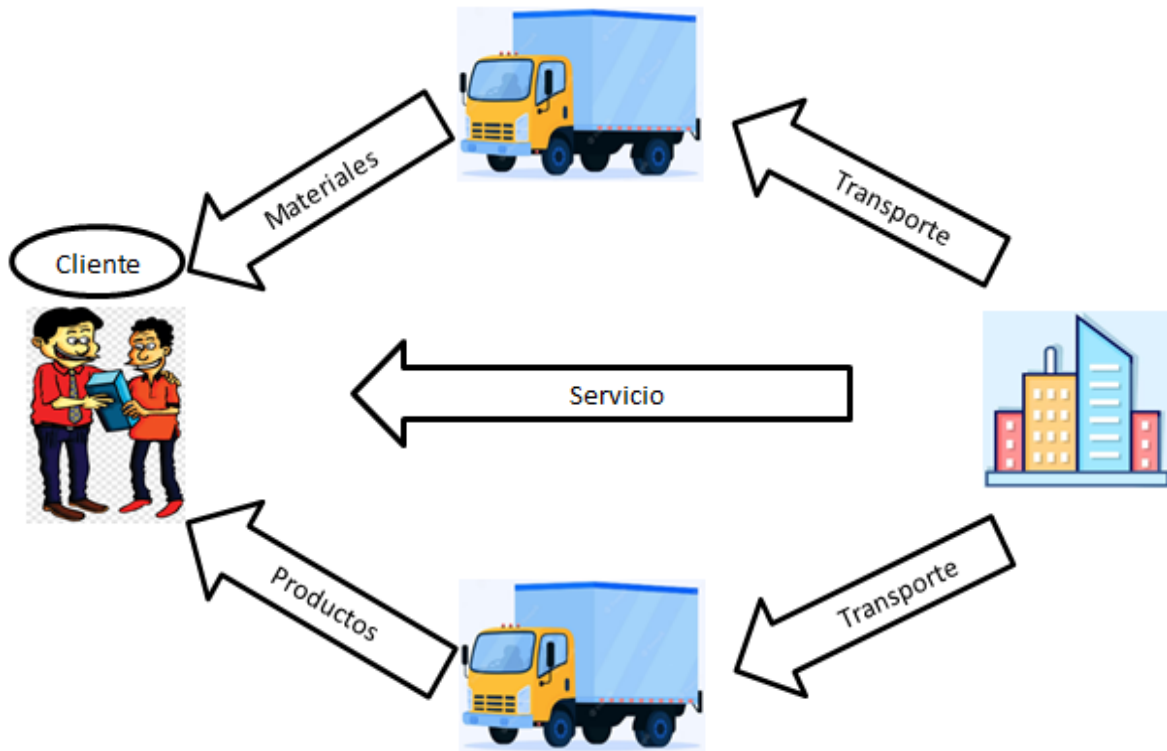 Materiales
Transporte
Cliente
Servicio
Productos
Transporte